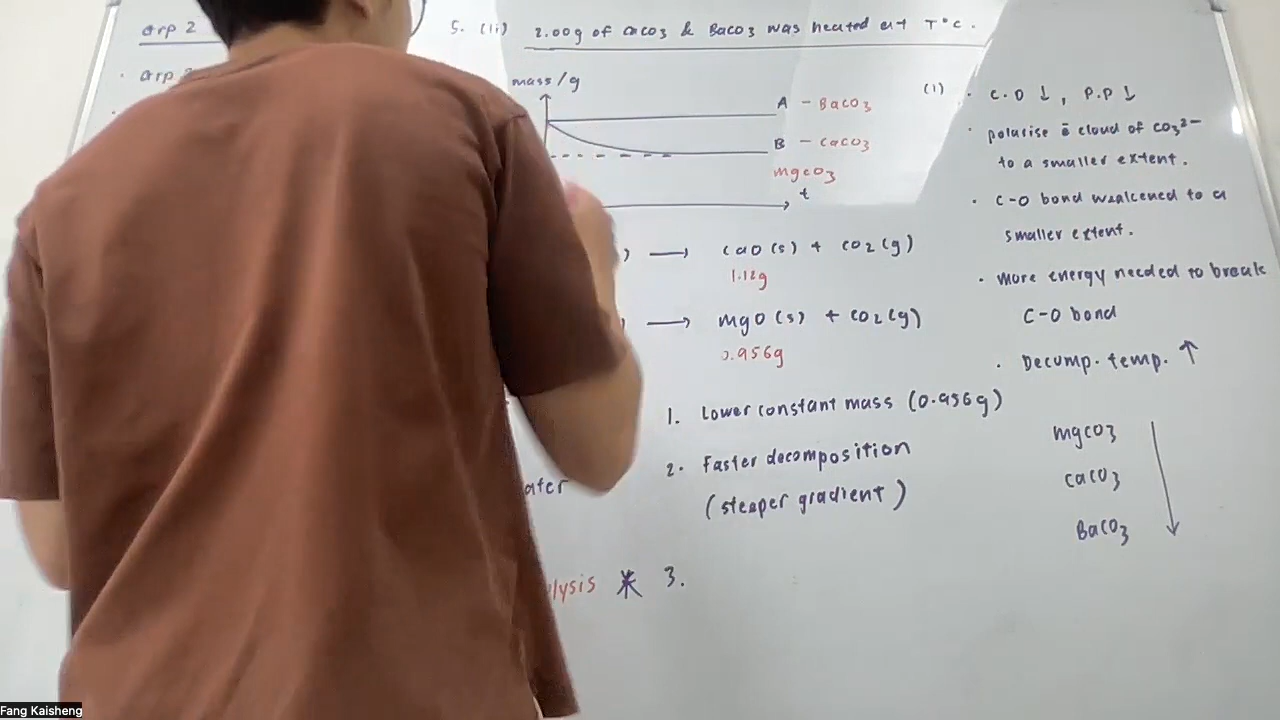 Grp 2
5. (ii) 2.00g of CaCO3 & BaCO3 was heated at T°C.
Grp 2
mass/g
A - BaCO3
B - CaCO3
MgCO3
t
(i) · C.D ↓, P.P ↓
· polarise ē cloud of CO3²⁻
to a smaller extent.
· C-O bond weakened to a
smaller extent.
· More energy needed to break
C-O bond
· Decomp. temp. ↑
MgCO3
CaCO3
BaCO3
) → CaO(s) + CO2(g)
1.12g
) → MgO(s) + CO2(g)
0.956g
1. Lower constant mass (0.956g)
2. Faster decomposition
(steeper gradient)
ater
lysis 米 3.
Fang Kaisheng